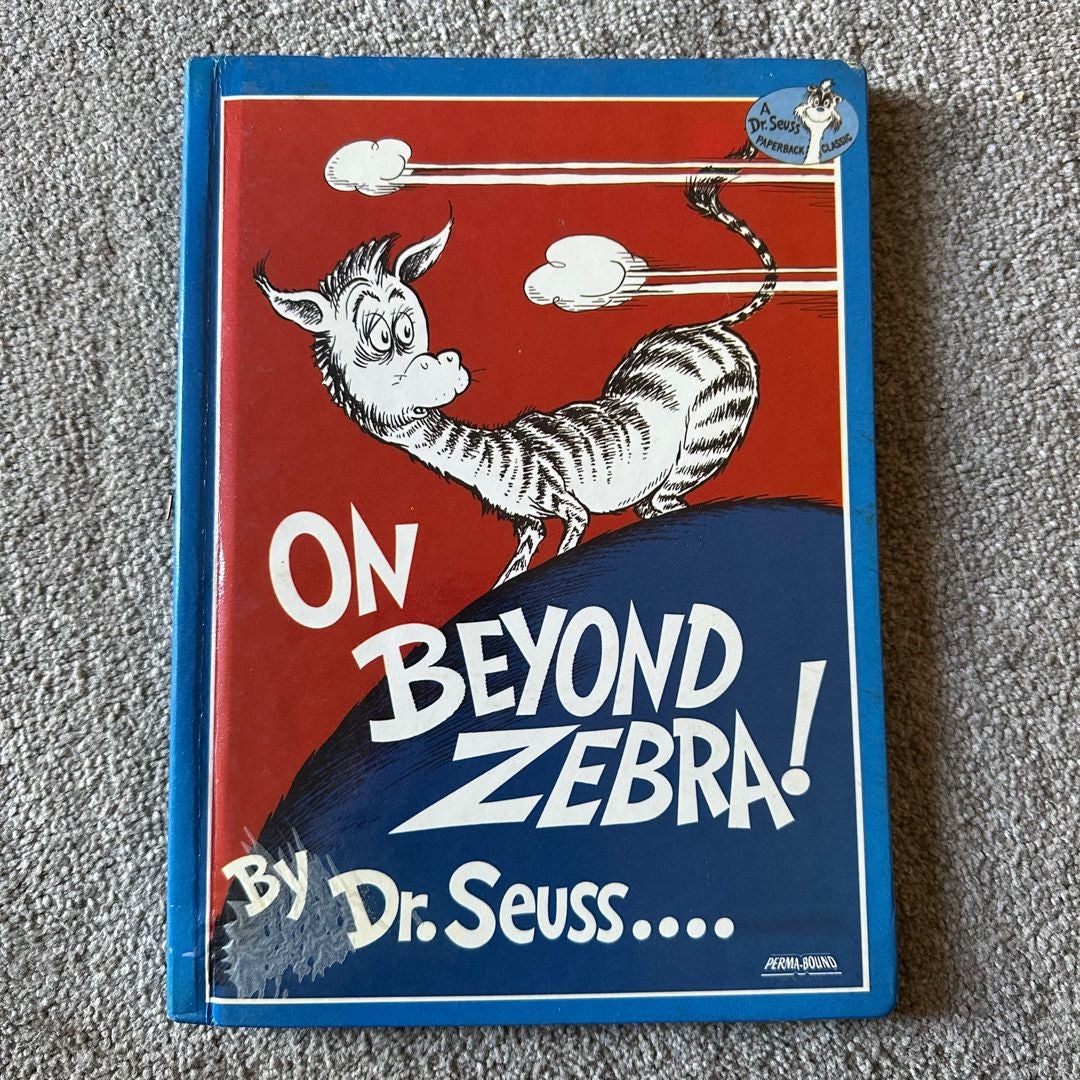 A
Dr. Seuss
PAPERBACK CLASSIC
ON
BEYOND
ZEBRA!
By Dr. Seuss....
PERMA-BOUND